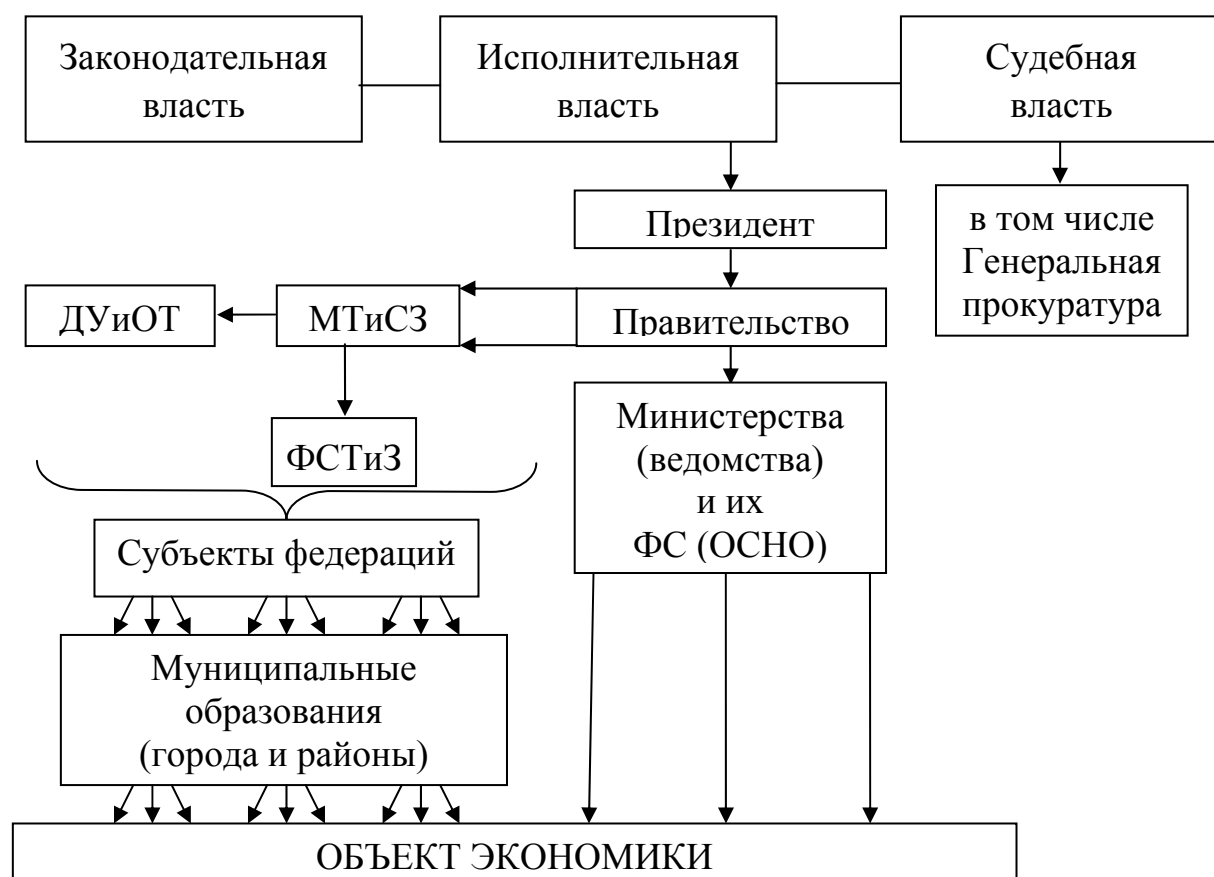 Законодательная
власть
Исполнительная
власть
Судебная
власть
Президент
в том числе
Генеральная
прокуратура
ДУиОТ
МТиСЗ
Правительство
ФСТиЗ
Министерства
(ведомства)
и их
ФС (ОСНО)
Субъекты федераций
Муниципальные
образования
(города и районы)
ОБЪЕКТ ЭКОНОМИКИ